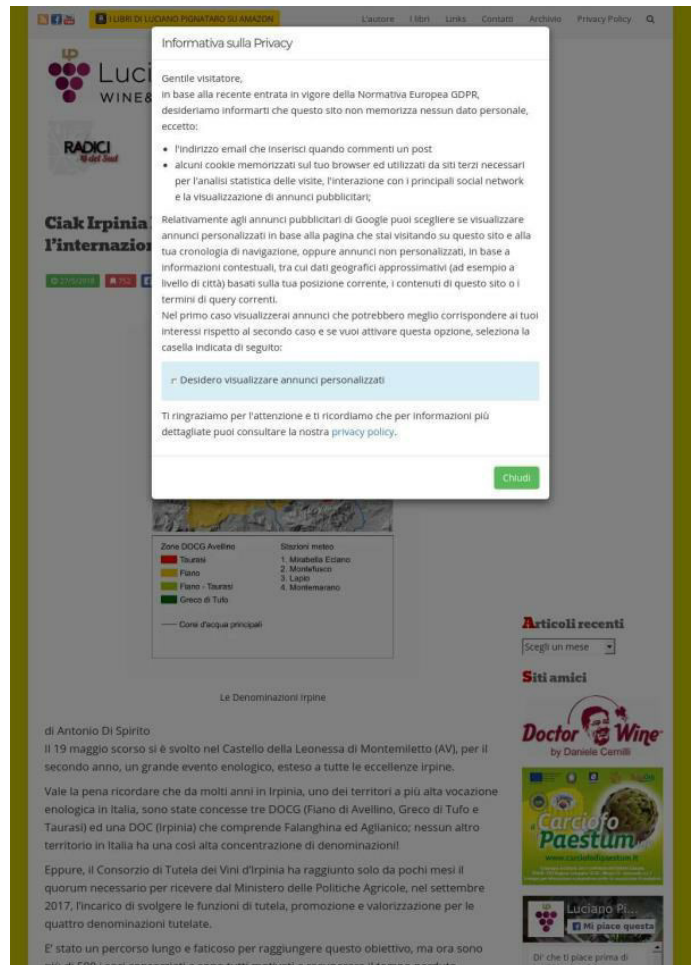 I LIBRI DI LUCIANO PIGNATARO SU AMAZON
L'autore I libri Links Contatti Archivio Privacy Policy
LP
Luci
WINE&
RADICI
del Sud
Informativa sulla Privacy
Gentile visitatore,
in base alla recente entrata in vigore della Normativa Europea GDPR,
desideriamo informarti che questo sito non memorizza nessun dato personale,
eccetto:
l'indirizzo email che inserisci quando commenti un post
alcuni cookie memorizzati sul tuo browser ed utilizzati da siti terzi necessari
per l'analisi statistica delle visite, l'interazione con i principali social network
e la visualizzazione di annunci pubblicitari;
Relativamente agli annunci pubblicitari di Google puoi scegliere se visualizzare
annunci personalizzati in base alla pagina che stai visitando su questo sito e alla
tua cronologia di navigazione, oppure annunci non personalizzati, in base a
informazioni contestuali, tra cui dati geografici approssimativi (ad esempio a
livello di città) basati sulla tua posizione corrente, i contenuti di questo sito o i
termini di query correnti.
Nel primo caso visualizzerai annunci che potrebbero meglio corrispondere ai tuoi
interessi rispetto al secondo caso e se vuoi attivare questa opzione, seleziona la
casella indicata di seguito:
Desidero visualizzare annunci personalizzati
Ti ringraziamo per l'attenzione e ti ricordiamo che per informazioni più
dettagliate puoi consultare la nostra privacy policy.
Chiudi
Ciak Irpinia
l'internazion
27/5/2018 752
Zone DOCG Avellino
Taurasi
Fiano
Fiano - Taurasi
Greco di Tufo
Corsi d'acqua principali
Stazioni meteo
1. Mirabella Eclano
2. Montefusco
3. Lapio
4. Montemarano
Le Denominazioni Irpine
di Antonio Di Spirito
Il 19 maggio scorso si è svolto nel Castello della Leonessa di Montemiletto (AV), per il
secondo anno, un grande evento enologico, esteso a tutte le eccellenze irpine.
Vale la pena ricordare che da molti anni in Irpinia, uno dei territori a più alta vocazione
enologica in Italia, sono state concesse tre DOCG (Fiano di Avellino, Greco di Tufo e
Taurasi) ed una DOC (Irpinia) che comprende Falanghina ed Aglianico; nessun altro
territorio in Italia ha una così alta concentrazione di denominazioni!
Eppure, il Consorzio di Tutela dei Vini d'Irpinia ha raggiunto solo da pochi mesi il
quorum necessario per ricevere dal Ministero delle Politiche Agricole, nel settembre
2017, l'incarico di svolgere le funzioni di tutela, promozione e valorizzazione per le
quattro denominazioni tutelate.
E' stato un percorso lungo e faticoso per raggiungere questo obiettivo, ma ora sono
Articoli recenti
Scegli un mese
Siti amici
Doctor Wine
by Daniele Cernilli
il Carciofo
Paestum
www.carciofodipaestum.it
Luciano Pi...
Mi piace questa
Di' che ti piace prima di